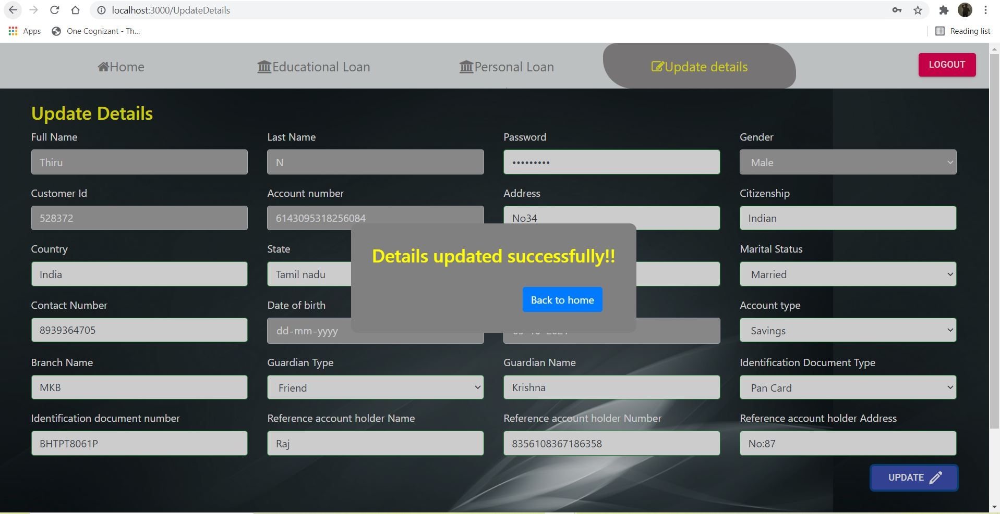 localhost:3000/UpdateDetails
Apps One Cognizant - Th... Reading list
Home Educational Loan Personal Loan Update details LOGOUT
Update Details
Full Name Last Name Password Gender
Thiru N ••••••••• Male
Customer Id Account number Address Citizenship
528372 6143095318256084 No34 Indian
Country State Marital Status
India Tamil nadu Married
Details updated successfully!!
Back to home
Contact Number Date of birth Account type
8939364705 dd-mm-yyyy Savings
Branch Name Guardian Type Guardian Name Identification Document Type
MKB Friend Krishna Pan Card
Identification document number Reference account holder Name Reference account holder Number Reference account holder Address
BHTPT8061P Raj 8356108367186358 No:87
UPDATE